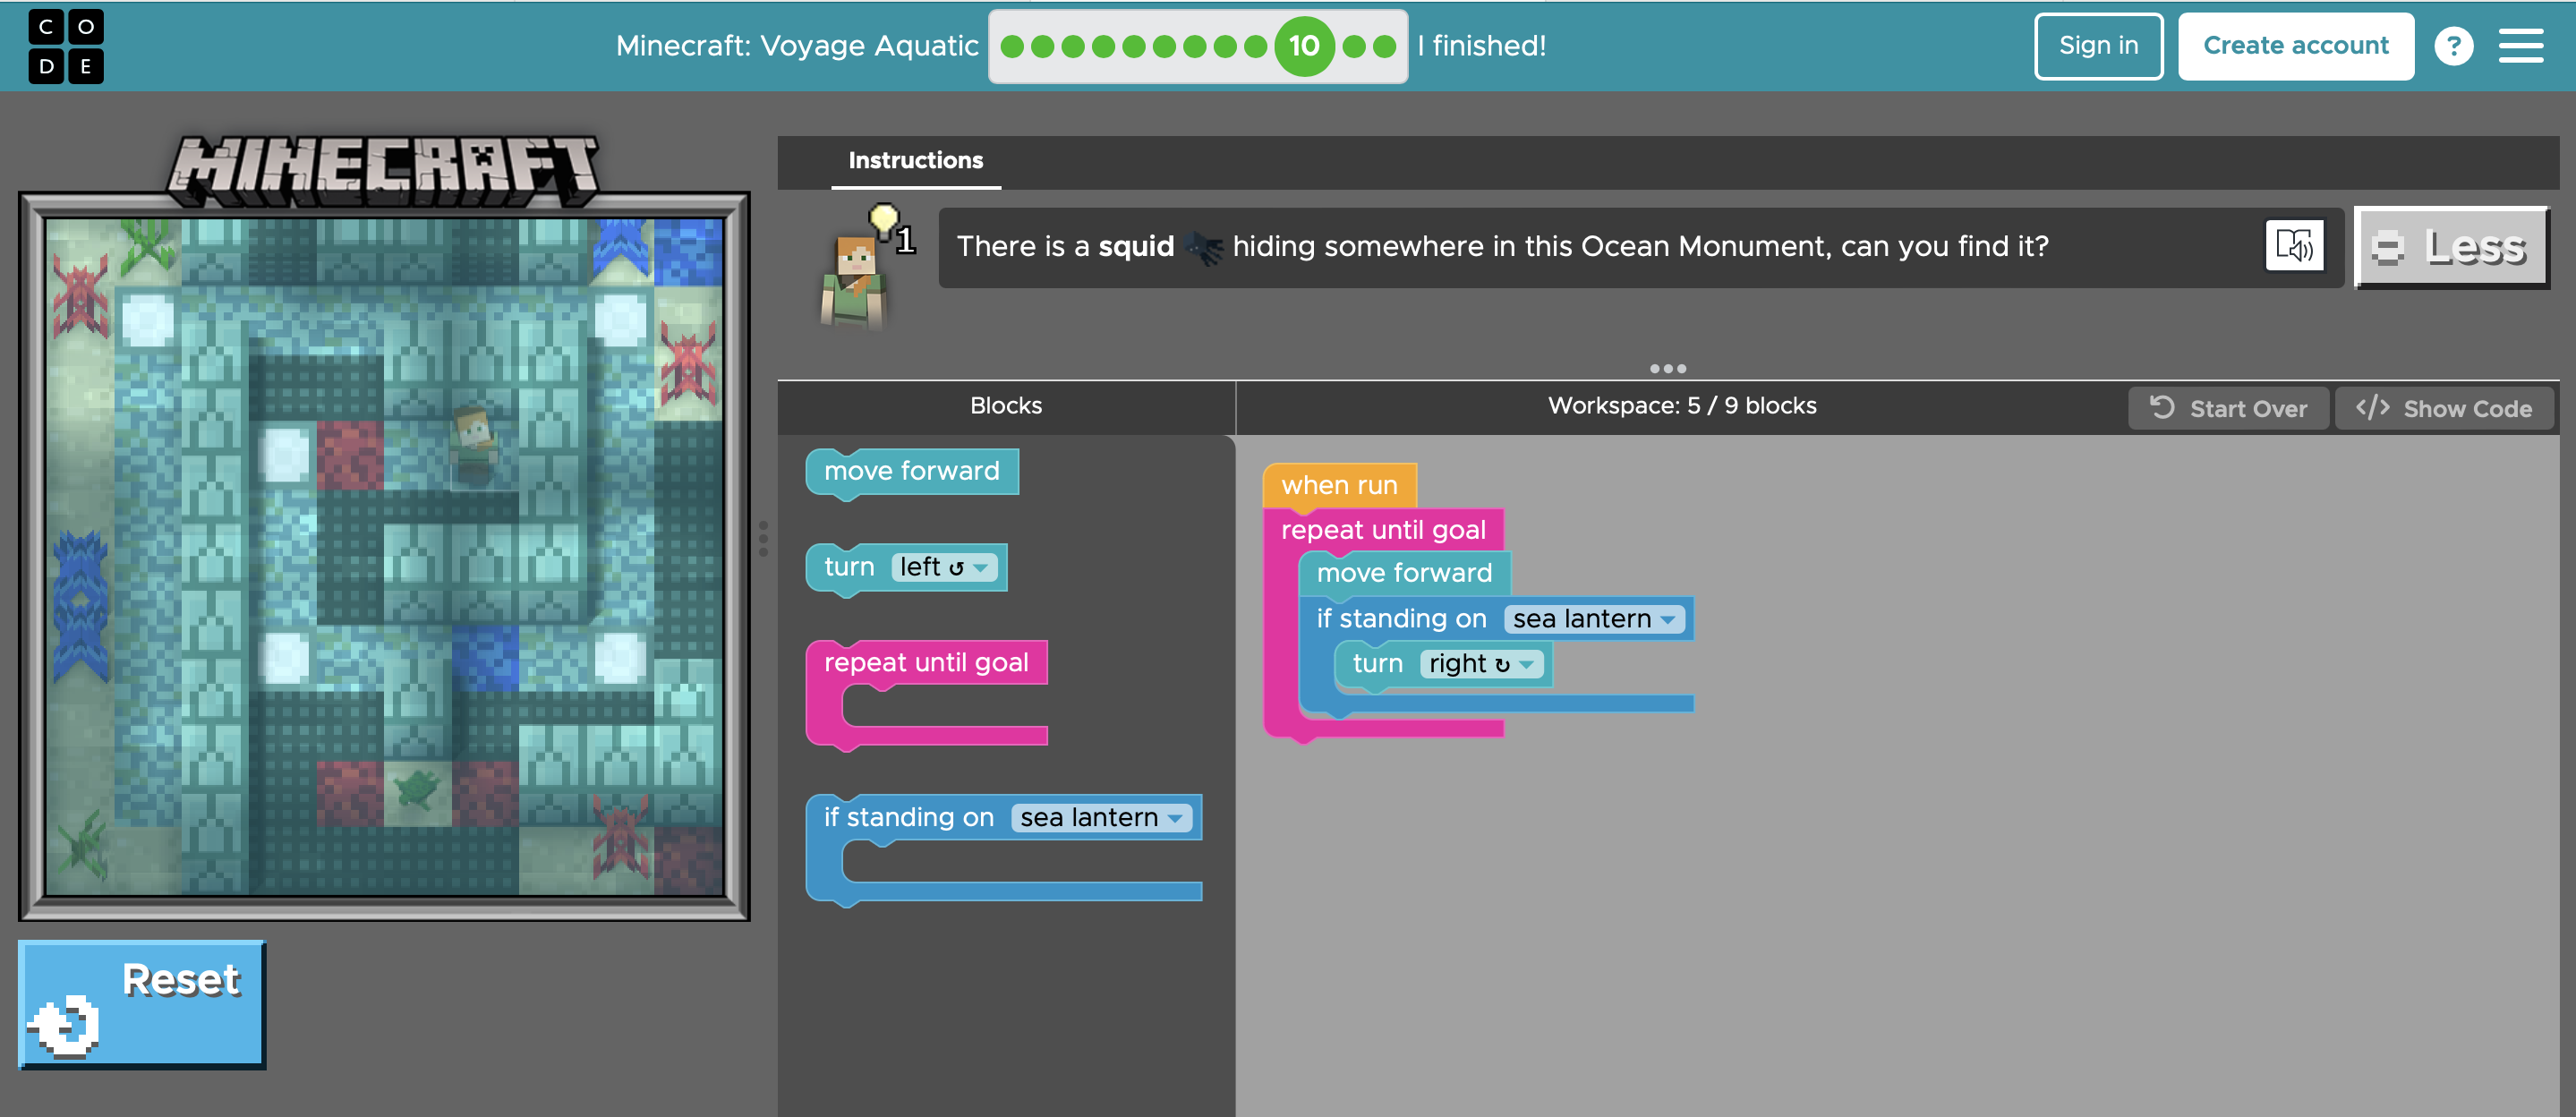 C O
D E
Minecraft: Voyage Aquatic
10
I finished!
Sign in
Create account
?
MINECRAFT
Instructions
1
There is a squid hiding somewhere in this Ocean Monument, can you find it?
Less
Blocks
Workspace: 5 / 9 blocks
Start Over
</> Show Code
move forward
turn left ↺
repeat until goal
if standing on sea lantern
when run
repeat until goal
move forward
if standing on sea lantern
turn right ↻
Reset